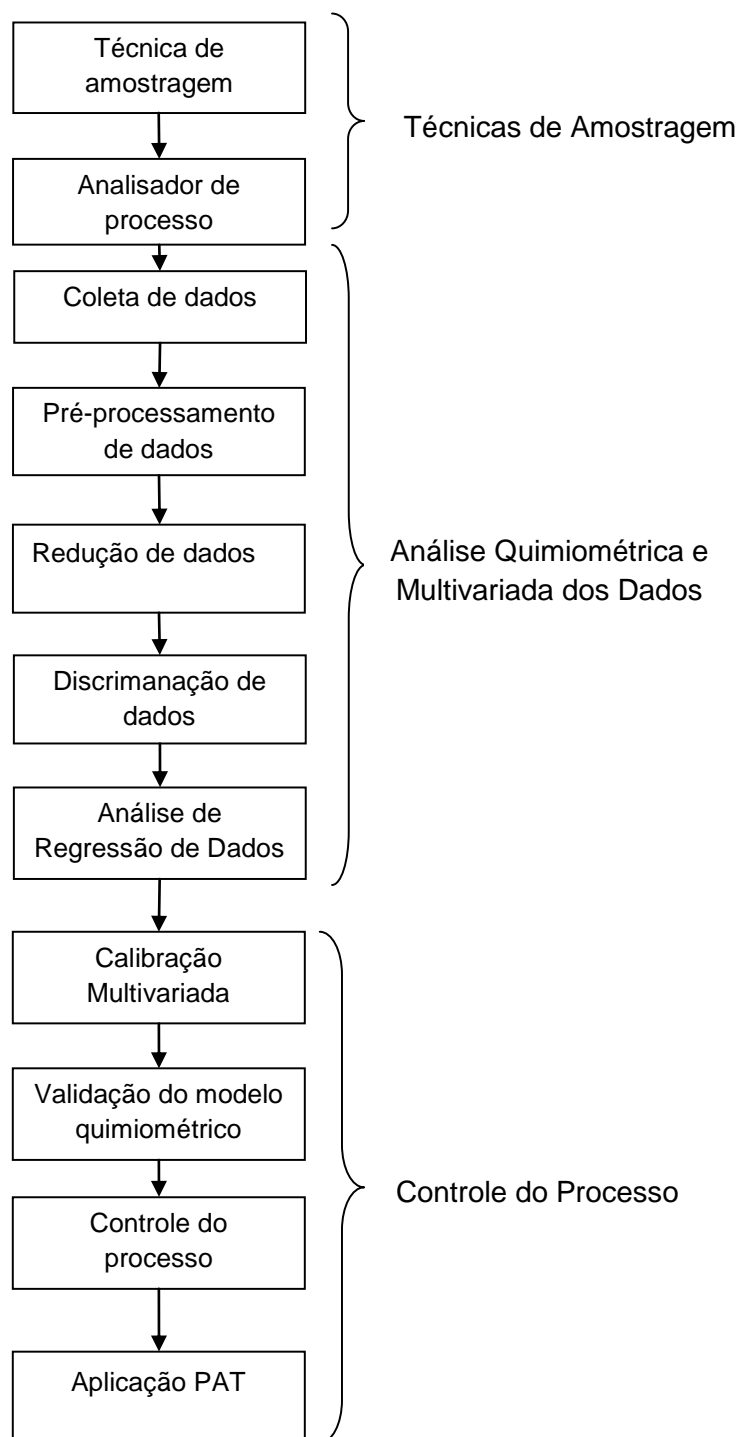 Técnica de
amostragem
Técnicas de Amostragem
Analisador de
processo
Coleta de dados
Pré-processamento
de dados
Redução de dados
Análise Quimiométrica e
Multivariada dos Dados
Discrimanação de
dados
Análise de
Regressão de Dados
Calibração
Multivariada
Validação do modelo
quimiométrico
Controle do Processo
Controle do
processo
Aplicação PAT